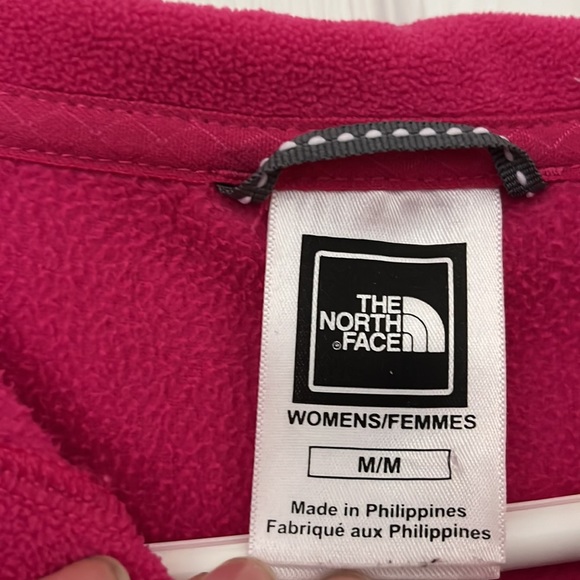 THE
NORTH
FACE
WOMENS/FEMMES
M/M
Made in Philippines
Fabriqué aux Philippines